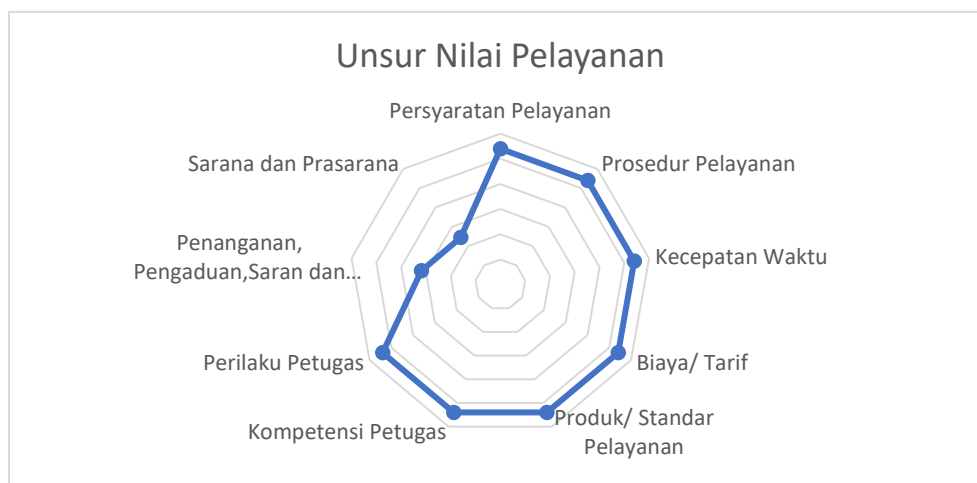 Unsur Nilai Pelayanan
Persyaratan Pelayanan
Prosedur Pelayanan
Kecepatan Waktu
Biaya/ Tarif
Produk/ Standar
Pelayanan
Kompetensi Petugas
Perilaku Petugas
Penanganan,
Pengaduan,Saran dan…
Sarana dan Prasarana